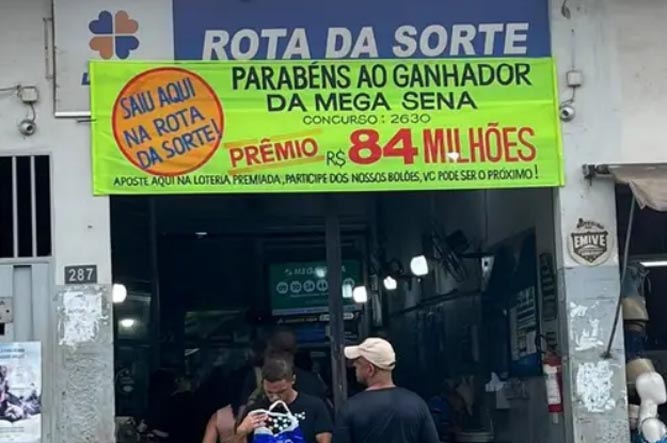 ROTA DA SORTE
SAIU AQUI
NA ROTA
DA SORTE!
PARABÉNS AO GANHADOR
DA MEGA SENA
CONCURSO: 2630
PRÊMIO R$ 84 MILHÕES
APOSTE AQUI NA LOTERIA PREMIADA, PARTICIPE DOS NOSSOS BOLÕES, VC PODE SER O PRÓXIMO!
287
EMIVE